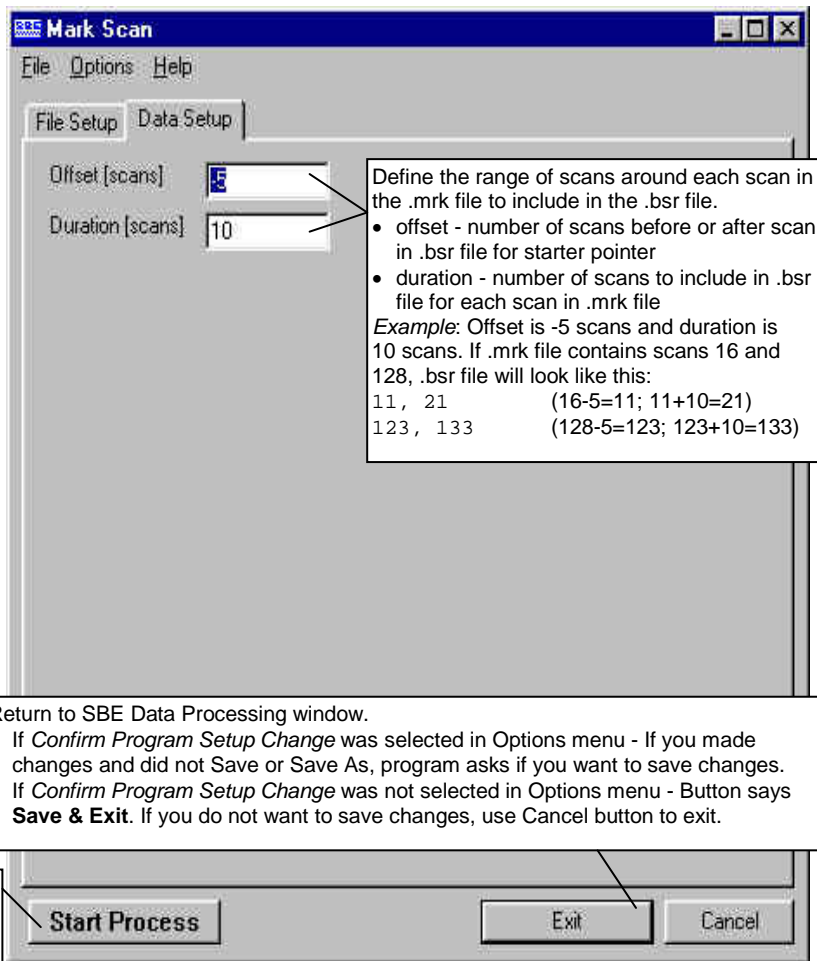 SBE Mark Scan
File Options Help
File Setup Data Setup
Offset [scans] -5
Duration [scans] 10
Define the range of scans around each scan in
the .mrk file to include in the .bsr file.
• offset - number of scans before or after scan
in .bsr file for starter pointer
• duration - number of scans to include in .bsr
file for each scan in .mrk file
Example: Offset is -5 scans and duration is
10 scans. If .mrk file contains scans 16 and
128, .bsr file will look like this:
11, 21 (16-5=11; 11+10=21)
123, 133 (128-5=123; 123+10=133)
Return to SBE Data Processing window.
If Confirm Program Setup Change was selected in Options menu - If you made
changes and did not Save or Save As, program asks if you want to save changes.
If Confirm Program Setup Change was not selected in Options menu - Button says
Save & Exit. If you do not want to save changes, use Cancel button to exit.
Start Process Exit Cancel